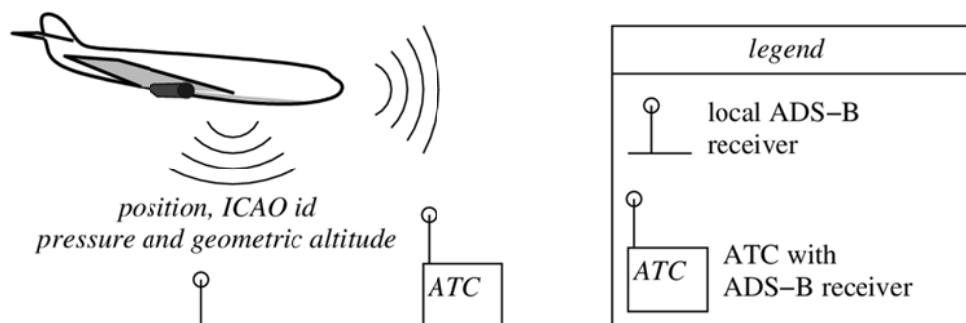 legend
local ADS−B
receiver
position, ICAO id
pressure and geometric altitude
ATC
ATC
ATC with
ADS−B receiver